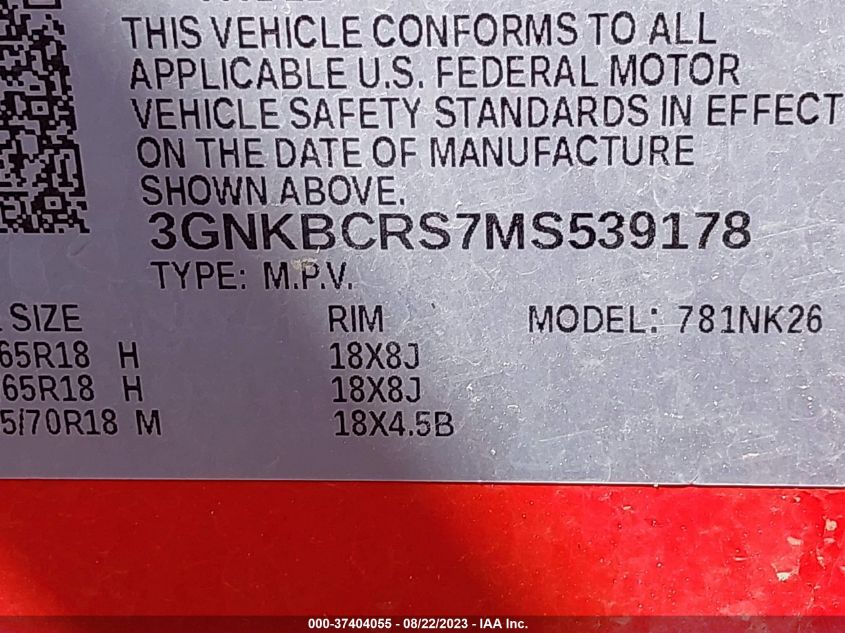 THIS VEHICLE CONFORMS TO ALL
APPLICABLE U.S. FEDERAL MOTOR
VEHICLE SAFETY STANDARDS IN EFFECT
ON THE DATE OF MANUFACTURE
SHOWN ABOVE.
3GNKBCRS7MS539178
TYPE: M.P.V.
SIZE RIM MODEL: 781NK26
65R18 H 18X8J
65R18 H 18X8J
5/70R18 M 18X4.5B
000-37404055 - 08/22/2023 - IAA Inc.